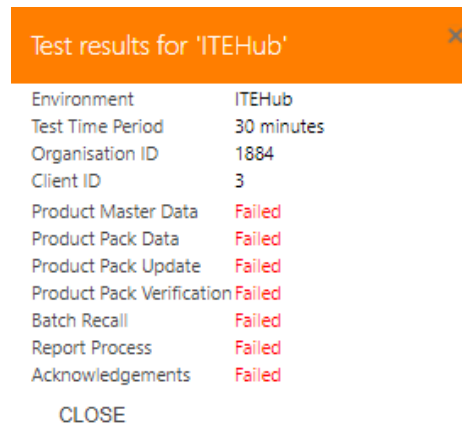 Test results for 'ITEHub'
Environment ITEHub
Test Time Period 30 minutes
Organisation ID 1884
Client ID 3
Product Master Data Failed
Product Pack Data Failed
Product Pack Update Failed
Product Pack Verification Failed
Batch Recall Failed
Report Process Failed
Acknowledgements Failed
CLOSE